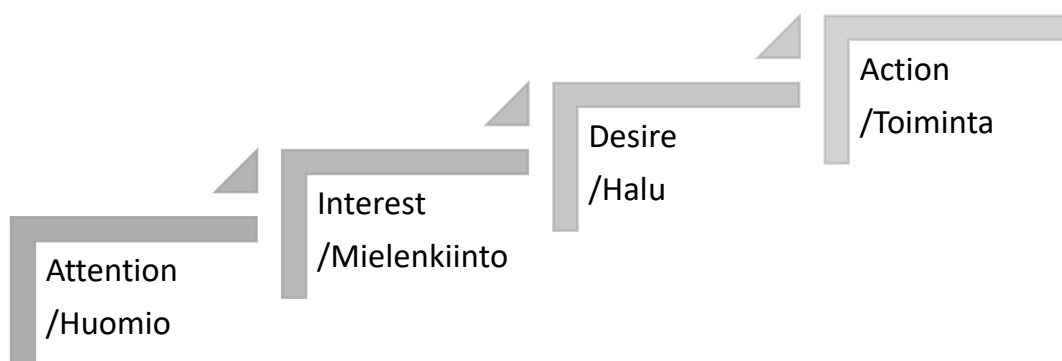 Attention
/Huomio
Interest
/Mielenkiinto
Desire
/Halu
Action
/Toiminta